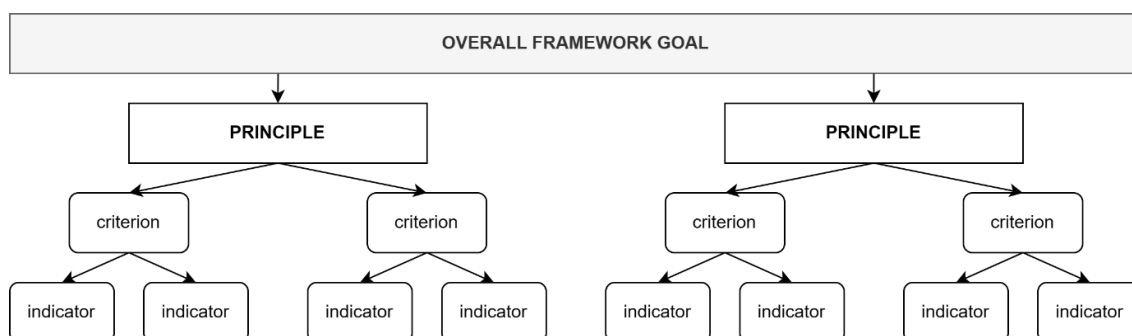 OVERALL FRAMEWORK GOAL
PRINCIPLE
PRINCIPLE
criterion
criterion
criterion
criterion
indicator
indicator
indicator
indicator
indicator
indicator
indicator
indicator